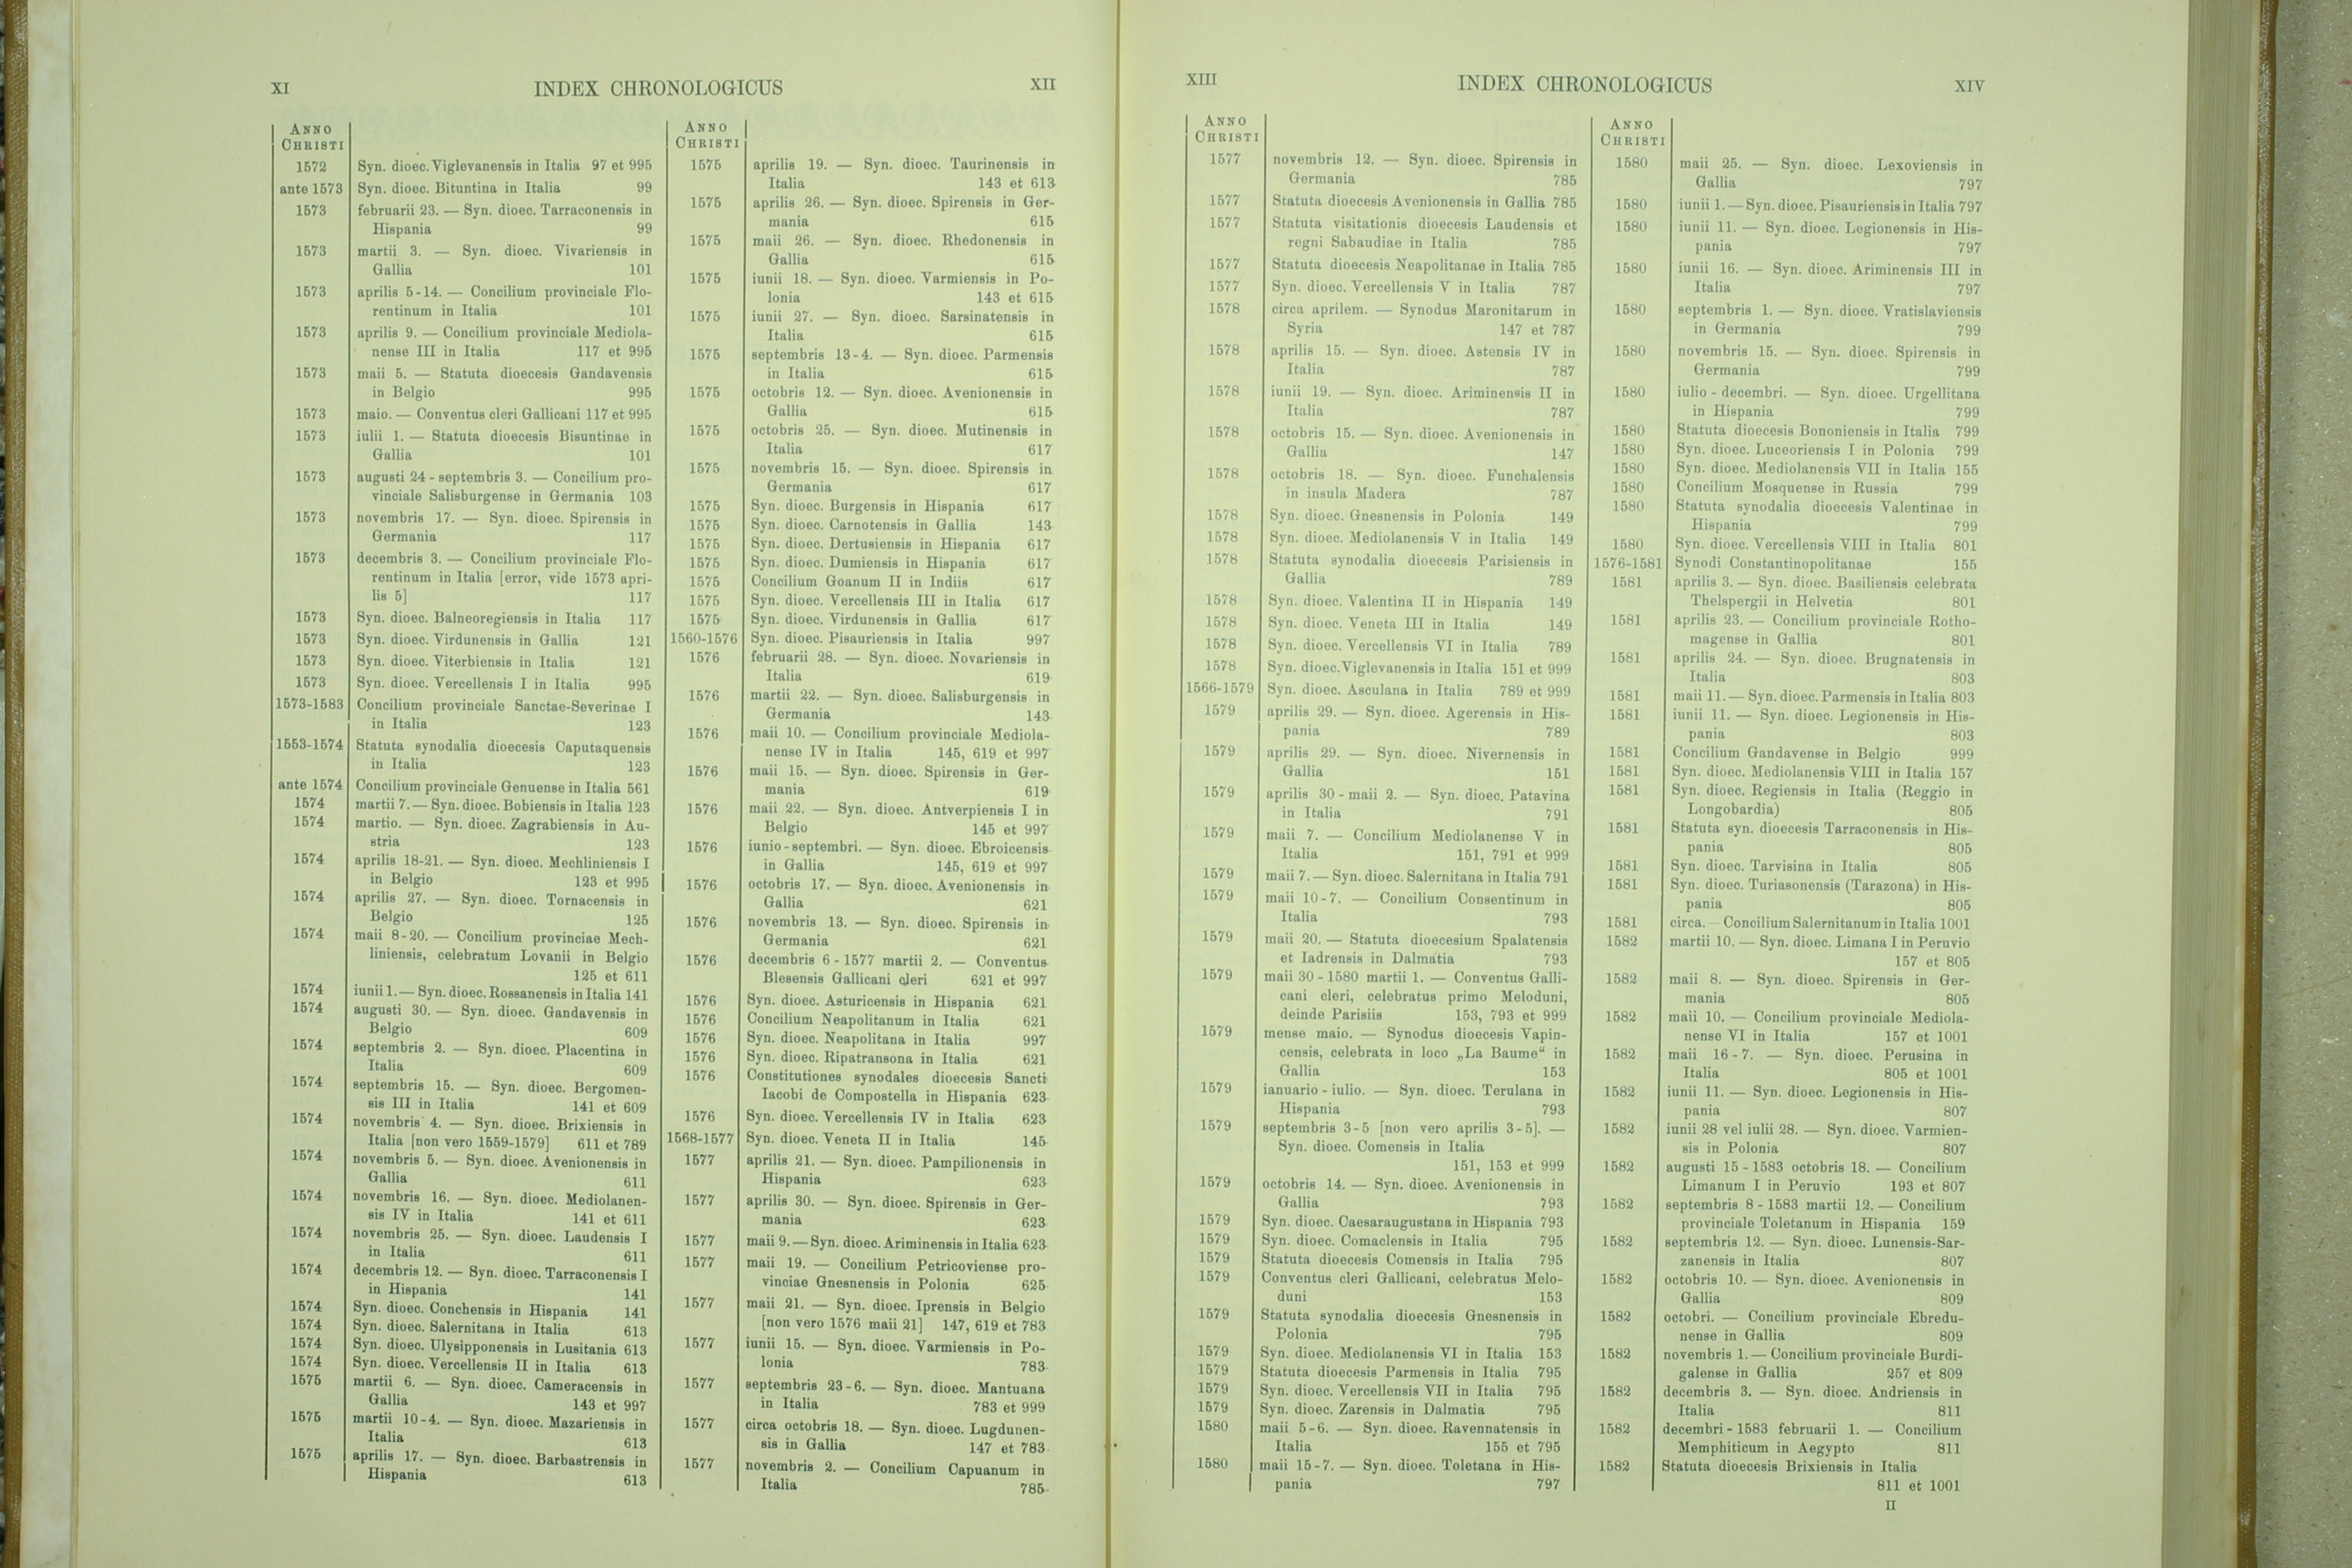 XI
INDEX CHRONOLOGICUS
XII
ANNO
CHRISTI
1572 Syn. dioec. Viglevanensis in Italia 97 et 995
ante 1573 Syn. dioec. Bituntina in Italia 99
1573 februarii 23. — Syn. dioec. Tarraconensis in
Hispania 99
1573 martii 3. — Syn. dioec. Vivariensis in
Gallia 101
1573 aprilis 5-14. — Concilium provinciale Flo-
rentinum in Italia 101
1573 aprilis 9. — Concilium provinciale Mediola-
nense III in Italia 117 et 995
1573 maii 5. — Statuta dioecesis Gandavensis
in Belgio 995
1573 maio. — Conventus cleri Gallicani 117 et 995
1573 iulii 1. — Statuta dioecesis Bisuntinae in
Gallia 101
1573 augusti 24 - septembris 3. — Concilium pro-
vinciale Salisburgense in Germania 103
1573 novembris 17. — Syn. dioec. Spirensis in
Germania 117
1573 decembris 3. — Concilium provinciale Flo-
rentinum in Italia [error, vide 1573 apri-
lis 5] 117
1573 Syn. dioec. Balneoregiensis in Italia 117
1573 Syn. dioec. Virdunensis in Gallia 121
1573 Syn. dioec. Viterbiensis in Italia 121
1573 Syn. dioec. Vercellensis I in Italia 995
1573-1583 Concilium provinciale Sanctae-Severinae I
in Italia 123
1553-1574 Statuta synodalia dioecesis Caputaquensis
in Italia 123
ante 1574 Concilium provinciale Genuense in Italia 561
1574 martii 7. — Syn. dioec. Bobiensis in Italia 123
1574 martio. — Syn. dioec. Zagrabiensis in Au-
stria 123
1574 aprilis 18-21. — Syn. dioec. Mechliniensis I
in Belgio 123 et 995
1574 aprilis 27. — Syn. dioec. Tornacensis in
Belgio 125
1574 maii 8-20. — Concilium provinciae Mech-
liniensis, celebratum Lovanii in Belgio
125 et 611
1574 iunii 1. — Syn. dioec. Rossanensis in Italia 141
1574 augusti 30. — Syn. dioec. Gandavensis in
Belgio 609
1574 septembris 2. — Syn. dioec. Placentina in
Italia 609
1574 septembris 15. — Syn. dioec. Bergomen-
sis III in Italia 141 et 609
1574 novembris 4. — Syn. dioec. Brixiensis in
Italia [non vero 1559-1579] 611 et 789
1574 novembris 5. — Syn. dioec. Avenionensis in
Gallia 611
1574 novembris 16. — Syn. dioec. Mediolanen-
sis IV in Italia 141 et 611
1574 novembris 25. — Syn. dioec. Laudensis I
in Italia 611
1574 decembris 12. — Syn. dioec. Tarraconensis I
in Hispania 141
1574 Syn. dioec. Conchensis in Hispania 141
1574 Syn. dioec. Salernitana in Italia 613
1574 Syn. dioec. Ulysipponensis in Lusitania 613
1574 Syn. dioec. Vercellensis II in Italia 613
1575 martii 6. — Syn. dioec. Cameracensis in
Gallia 143 et 997
1575 martii 10-4. — Syn. dioec. Mazariensis in
Italia 613
1575 aprilis 17. — Syn. dioec. Barbastrensis in
Hispania 613
ANNO
CHRISTI
1575 aprilis 19. — Syn. dioec. Taurinensis in
Italia 143 et 613
1575 aprilis 26. — Syn. dioec. Spirensis in Ger-
mania 615
1575 maii 26. — Syn. dioec. Rhedonensis in
Gallia 615
1575 iunii 18. — Syn. dioec. Varmiensis in Po-
lonia 143 et 615
1575 iunii 27. — Syn. dioec. Sarsinatensis in
Italia 615
1575 septembris 13-4. — Syn. dioec. Parmensis
in Italia 615
1575 octobris 12. — Syn. dioec. Avenionensis in
Gallia 615
1575 octobris 25. — Syn. dioec. Mutinensis in
Italia 617
1575 novembris 15. — Syn. dioec. Spirensis in
Germania 617
1575 Syn. dioec. Burgensis in Hispania 617
1575 Syn. dioec. Carnotensis in Gallia 143
1575 Syn. dioec. Dertusiensis in Hispania 617
1575 Syn. dioec. Dumiensis in Hispania 617
1575 Concilium Goanum II in Indiis 617
1575 Syn. dioec. Vercellensis III in Italia 617
1575 Syn. dioec. Virdunensis in Gallia 617
1560-1576 Syn. dioec. Pisauriensis in Italia 997
1576 februarii 28. — Syn. dioec. Novariensis in
Italia 619
1576 martii 22. — Syn. dioec. Salisburgensis in
Germania 143
1576 maii 10. — Concilium provinciale Mediola-
nense IV in Italia 145, 619 et 997
1576 maii 15. — Syn. dioec. Spirensis in Ger-
mania 619
1576 maii 22. — Syn. dioec. Antverpiensis I in
Belgio 145 et 997
1576 iunio-septembri. — Syn. dioec. Ebroicensis
in Gallia 145, 619 et 997
1576 octobris 17. — Syn. dioec. Avenionensis in
Gallia 621
1576 novembris 13. — Syn. dioec. Spirensis in
Germania 621
1576 decembris 6 - 1577 martii 2. — Conventus
Blesensis Gallicani cleri 621 et 997
1576 Syn. dioec. Asturicensis in Hispania 621
1576 Concilium Neapolitanum in Italia 621
1576 Syn. dioec. Neapolitana in Italia 997
1576 Syn. dioec. Ripatransona in Italia 621
1576 Constitutiones synodales dioecesis Sancti
Iacobi de Compostella in Hispania 623
1576 Syn. dioec. Vercellensis IV in Italia 623
1568-1577 Syn. dioec. Veneta II in Italia 145
1577 aprilis 21. — Syn. dioec. Pampilionensis in
Hispania 623
1577 aprilis 30. — Syn. dioec. Spirensis in Ger-
mania 623
1577 maii 9. — Syn. dioec. Ariminensis in Italia 623
1577 maii 19. — Concilium Petricoviense pro-
vinciae Gnesnensis in Polonia 625
1577 maii 21. — Syn. dioec. Iprensis in Belgio
[non vero 1576 maii 21] 147, 619 et 783
1577 iunii 15. — Syn. dioec. Varmiensis in Po-
lonia 783
1577 septembris 23-6. — Syn. dioec. Mantuana
in Italia 783 et 999
1577 circa octobris 18. — Syn. dioec. Lugdunen-
sis in Gallia 147 et 783
1577 novembris 2. — Concilium Capuanum in
Italia 785
XIII
INDEX CHRONOLOGICUS
XIV
ANNO
CHRISTI
1577 novembris 12. — Syn. dioec. Spirensis in
Germania 785
1577 Statuta dioecesis Avenionensis in Gallia 785
1577 Statuta visitationis dioecesis Laudensis et
regni Sabaudiae in Italia 785
1577 Statuta dioecesis Neapolitanae in Italia 785
1577 Syn. dioec. Vercellensis V in Italia 787
1578 circa aprilem. — Synodus Maronitarum in
Syria 147 et 787
1578 aprilis 15. — Syn. dioec. Astensis IV in
Italia 787
1578 iunii 19. — Syn. dioec. Ariminensis II in
Italia 787
1578 octobris 15. — Syn. dioec. Avenionensis in
Gallia 147
1578 octobris 18. — Syn. dioec. Funchalensis
in insula Madera 787
1578 Syn. dioec. Gnesnensis in Polonia 149
1578 Syn. dioec. Mediolanensis V in Italia 149
1578 Statuta synodalia dioecesis Parisiensis in
Gallia 789
1578 Syn. dioec. Valentina II in Hispania 149
1578 Syn. dioec. Veneta III in Italia 149
1578 Syn. dioec. Vercellensis VI in Italia 789
1578 Syn. dioec. Viglevanensis in Italia 151 et 999
1566-1579 Syn. dioec. Asculana in Italia 789 et 999
1579 aprilis 29. — Syn. dioec. Agerensis in His-
pania 789
1579 aprilis 29. — Syn. dioec. Nivernensis in
Gallia 151
1579 aprilis 30 - maii 2. — Syn. dioec. Patavina
in Italia 791
1579 maii 7. — Concilium Mediolanense V in
Italia 151, 791 et 999
1579 maii 7. — Syn. dioec. Salernitana in Italia 791
1579 maii 10-7. — Concilium Consentinum in
Italia 793
1579 maii 20. — Statuta dioecesium Spalatensis
et Iadrensis in Dalmatia 793
1579 maii 30 - 1580 martii 1. — Conventus Galli-
cani cleri, celebratus primo Meloduni,
deinde Parisiis 153, 793 et 999
1579 mense maio. — Synodus dioecesis Vapin-
censis, celebrata in loco „La Baume“ in
Gallia 153
1579 ianuario - iulio. — Syn. dioec. Terulana in
Hispania 793
1579 septembris 3-5 [non vero aprilis 3-5]. —
Syn. dioec. Comensis in Italia
151, 153 et 999
1579 octobris 14. — Syn. dioec. Avenionensis in
Gallia 793
1579 Syn. dioec. Caesaraugustana in Hispania 793
1579 Syn. dioec. Comaclensis in Italia 795
1579 Statuta dioecesis Comensis in Italia 795
1579 Conventus cleri Gallicani, celebratus Melo-
duni 153
1579 Statuta synodalia dioecesis Gnesnensis in
Polonia 795
1579 Syn. dioec. Mediolanensis VI in Italia 153
1579 Statuta dioecesis Parmensis in Italia 795
1579 Syn. dioec. Vercellensis VII in Italia 795
1579 Syn. dioec. Zarensis in Dalmatia 795
1580 maii 5-6. — Syn. dioec. Ravennatensis in
Italia 155 et 795
1580 maii 15-7. — Syn. dioec. Toletana in His-
pania 797
ANNO
CHRISTI
1580 maii 25. — Syn. dioec. Lexoviensis in
Gallia 797
1580 iunii 1. — Syn. dioec. Pisauriensis in Italia 797
1580 iunii 11. — Syn. dioec. Legionensis in His-
pania 797
1580 iunii 16. — Syn. dioec. Ariminensis III in
Italia 797
1580 septembris 1. — Syn. dioec. Vratislaviensis
in Germania 799
1580 novembris 15. — Syn. dioec. Spirensis in
Germania 799
1580 iulio - decembri. — Syn. dioec. Urgellitana
in Hispania 799
1580 Statuta dioecesis Bononiensis in Italia 799
1580 Syn. dioec. Luceoriensis I in Polonia 799
1580 Syn. dioec. Mediolanensis VII in Italia 155
1580 Concilium Mosquense in Russia 799
1580 Statuta synodalia dioecesis Valentinae in
Hispania 799
1580 Syn. dioec. Vercellensis VIII in Italia 801
1576-1581 Synodi Constantinopolitanae 155
1581 aprilis 3. — Syn. dioec. Basiliensis celebrata
Thelspergii in Helvetia 801
1581 aprilis 23. — Concilium provinciale Rotho-
magense in Gallia 801
1581 aprilis 24. — Syn. dioec. Brugnatensis in
Italia 803
1581 maii 11. — Syn. dioec. Parmensis in Italia 803
1581 iunii 11. — Syn. dioec. Legionensis in His-
pania 803
1581 Concilium Gandavense in Belgio 999
1581 Syn. dioec. Mediolanensis VIII in Italia 157
1581 Syn. dioec. Regiensis in Italia (Reggio in
Longobardia) 805
1581 Statuta syn. dioecesis Tarraconensis in His-
pania 805
1581 Syn. dioec. Tarvisina in Italia 805
1581 Syn. dioec. Turiasonensis (Tarazona) in His-
pania 805
1581 circa. — Concilium Salernitanum in Italia 1001
1582 martii 10. — Syn. dioec. Limana I in Peruvio
157 et 805
1582 maii 8. — Syn. dioec. Spirensis in Ger-
mania 805
1582 maii 10. — Concilium provinciale Mediola-
nense VI in Italia 157 et 1001
1582 maii 16-7. — Syn. dioec. Perusina in
Italia 805 et 1001
1582 iunii 11. — Syn. dioec. Legionensis in His-
pania 807
1582 iunii 28 vel iulii 28. — Syn. dioec. Varmien-
sis in Polonia 807
1582 augusti 15 - 1583 octobris 18. — Concilium
Limanum I in Peruvio 193 et 807
1582 septembris 8 - 1583 martii 12. — Concilium
provinciale Toletanum in Hispania 159
1582 septembris 12. — Syn. dioec. Lunensis-Sar-
zanensis in Italia 807
1582 octobris 10. — Syn. dioec. Avenionensis in
Gallia 809
1582 octobri. — Concilium provinciale Ebredu-
nense in Gallia 809
1582 novembris 1. — Concilium provinciale Burdi-
galense in Gallia 257 et 809
1582 decembris 3. — Syn. dioec. Andriensis in
Italia 811
1582 decembri - 1583 februarii 1. — Concilium
Memphiticum in Aegypto 811
1582 Statuta dioecesis Brixiensis in Italia
811 et 1001
II